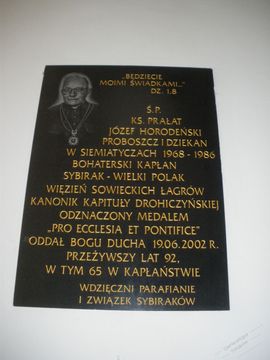 „BĘDZIECIE
MOIMI ŚWIADKAMI..."
DZ. 1.8
Ś.P.
KS. PRAŁAT
JÓZEF HORODEŃSKI
PROBOSZCZ I DZIEKAN
W SIEMIATYCZACH 1968 - 1986
BOHATERSKI KAPŁAN
SYBIRAK - WIELKI POLAK
WIĘZIEŃ SOWIECKICH ŁAGRÓW
KANONIK KAPITUŁY DROHICZYŃSKIEJ
ODZNACZONY MEDALEM
„PRO ECCLESIA ET PONTIFICE"
ODDAŁ BOGU DUCHA 19.06.2002 R.
PRZEŻYWSZY LAT 92,
W TYM 65 W KAPŁAŃSTWIE
WDZIĘCZNI PARAFIANIE
I ZWIĄZEK SYBIRAKÓW